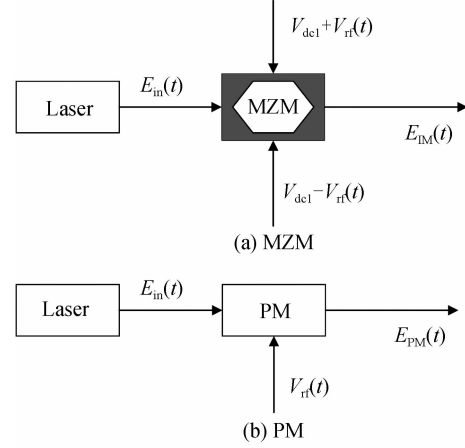 V_dc1+V_rf(t)
Laser
E_in(t)
MZM
E_IM(t)
V_dc1−V_rf(t)
(a) MZM
Laser
E_in(t)
PM
E_PM(t)
V_rf(t)
(b) PM